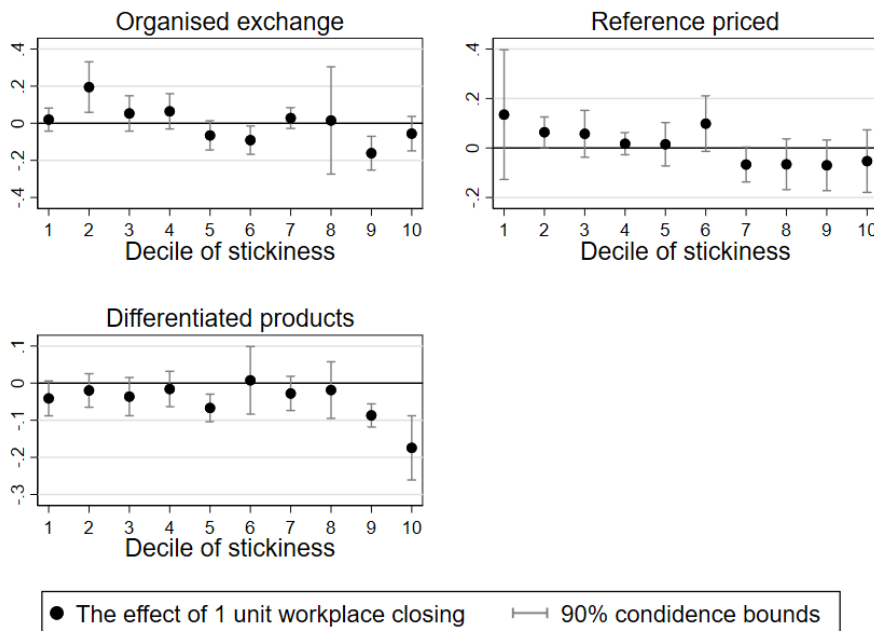 Organised exchange
.4
.2
0
-.2
-.4
1 2 3 4 5 6 7 8 9 10
Decile of stickiness
Reference priced
.4
.2
0
-.2
1 2 3 4 5 6 7 8 9 10
Decile of stickiness
Differentiated products
.1
0
-.1
-.2
-.3
1 2 3 4 5 6 7 8 9 10
Decile of stickiness
The effect of 1 unit workplace closing
90% condidence bounds